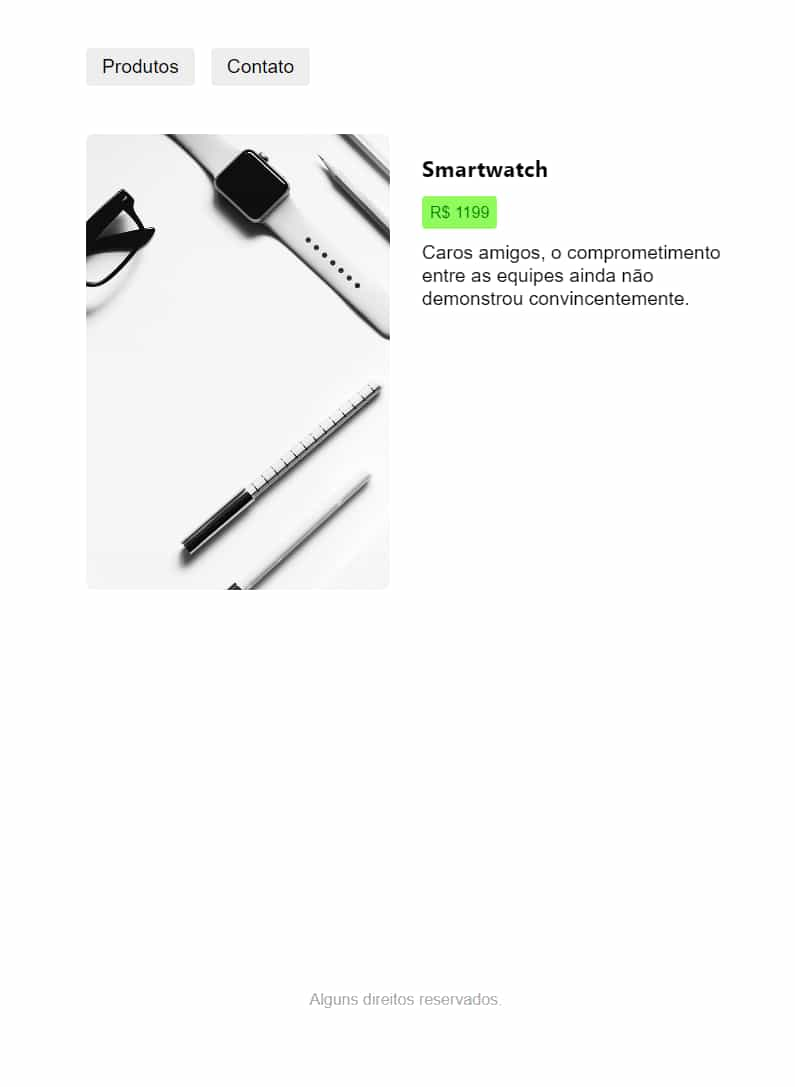 Produtos
Contato
Smartwatch
R$ 1199
Caros amigos, o comprometimento
entre as equipes ainda não
demonstrou convincentemente.
Alguns direitos reservados.